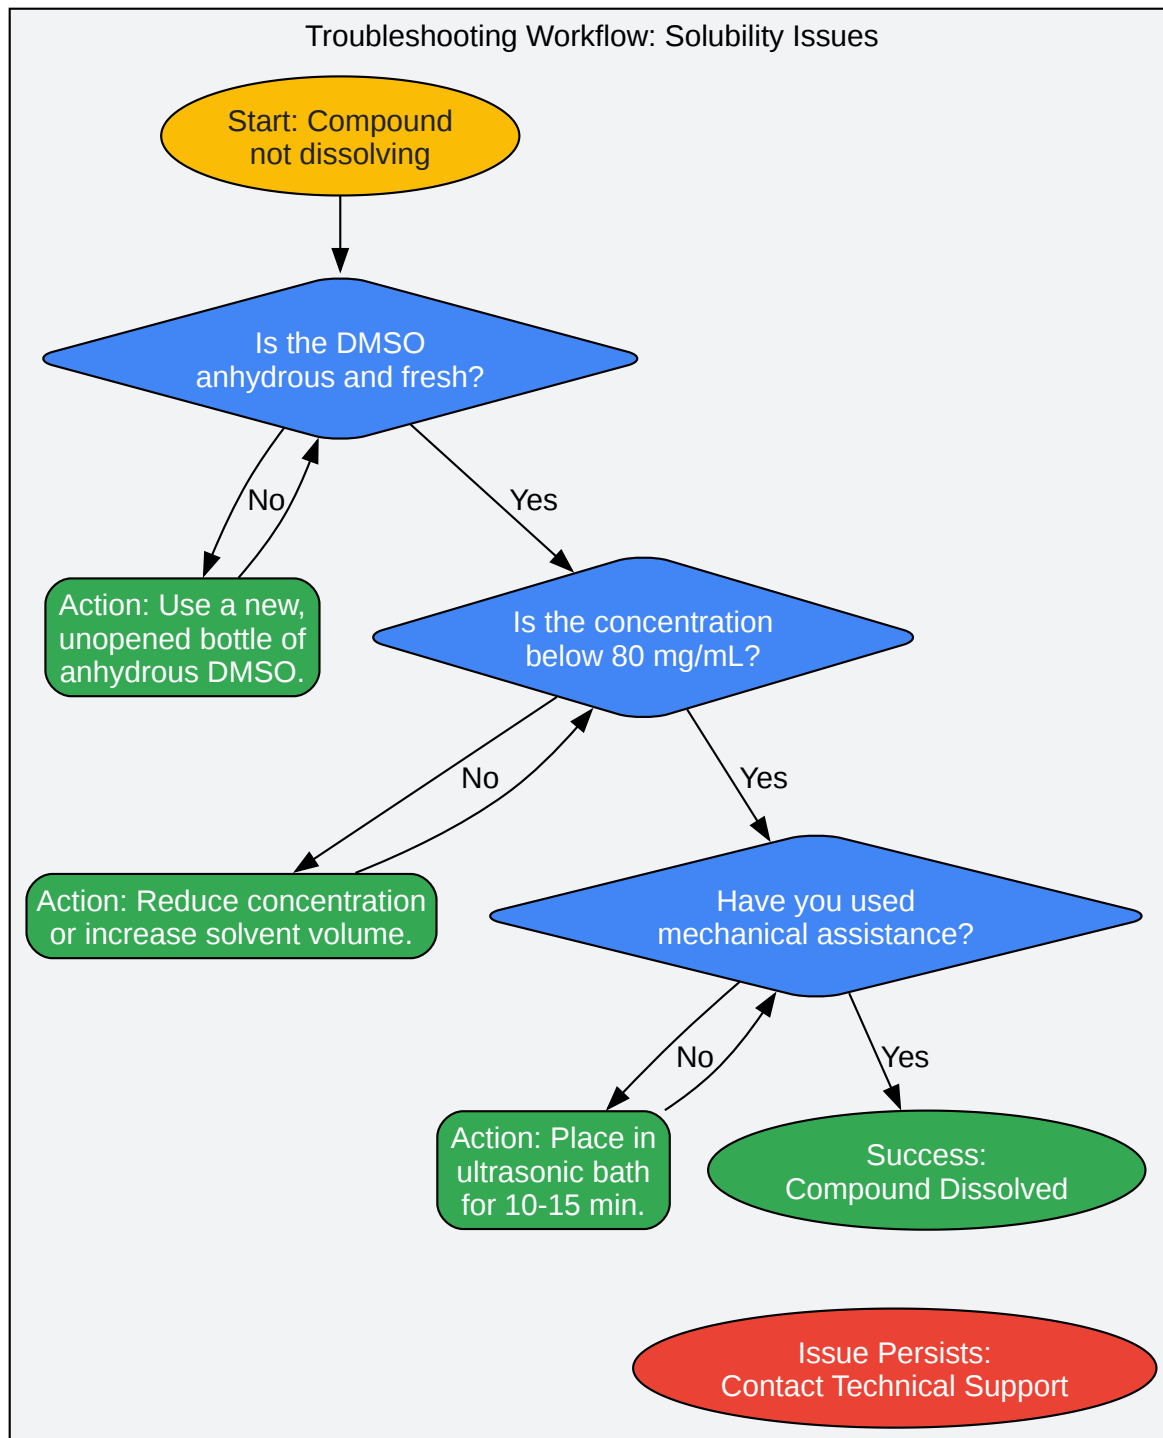 Troubleshooting Workflow: Solubility Issues
Start: Compound
not dissolving
Is the DMSO
anhydrous and fresh?
No
Yes
Action: Use a new,
unopened bottle of
anhydrous DMSO.
Is the concentration
below 80 mg/mL?
No
Yes
Action: Reduce concentration
or increase solvent volume.
Have you used
mechanical assistance?
No
Yes
Action: Place in
ultrasonic bath
for 10-15 min.
Success:
Compound Dissolved
Issue Persists:
Contact Technical Support